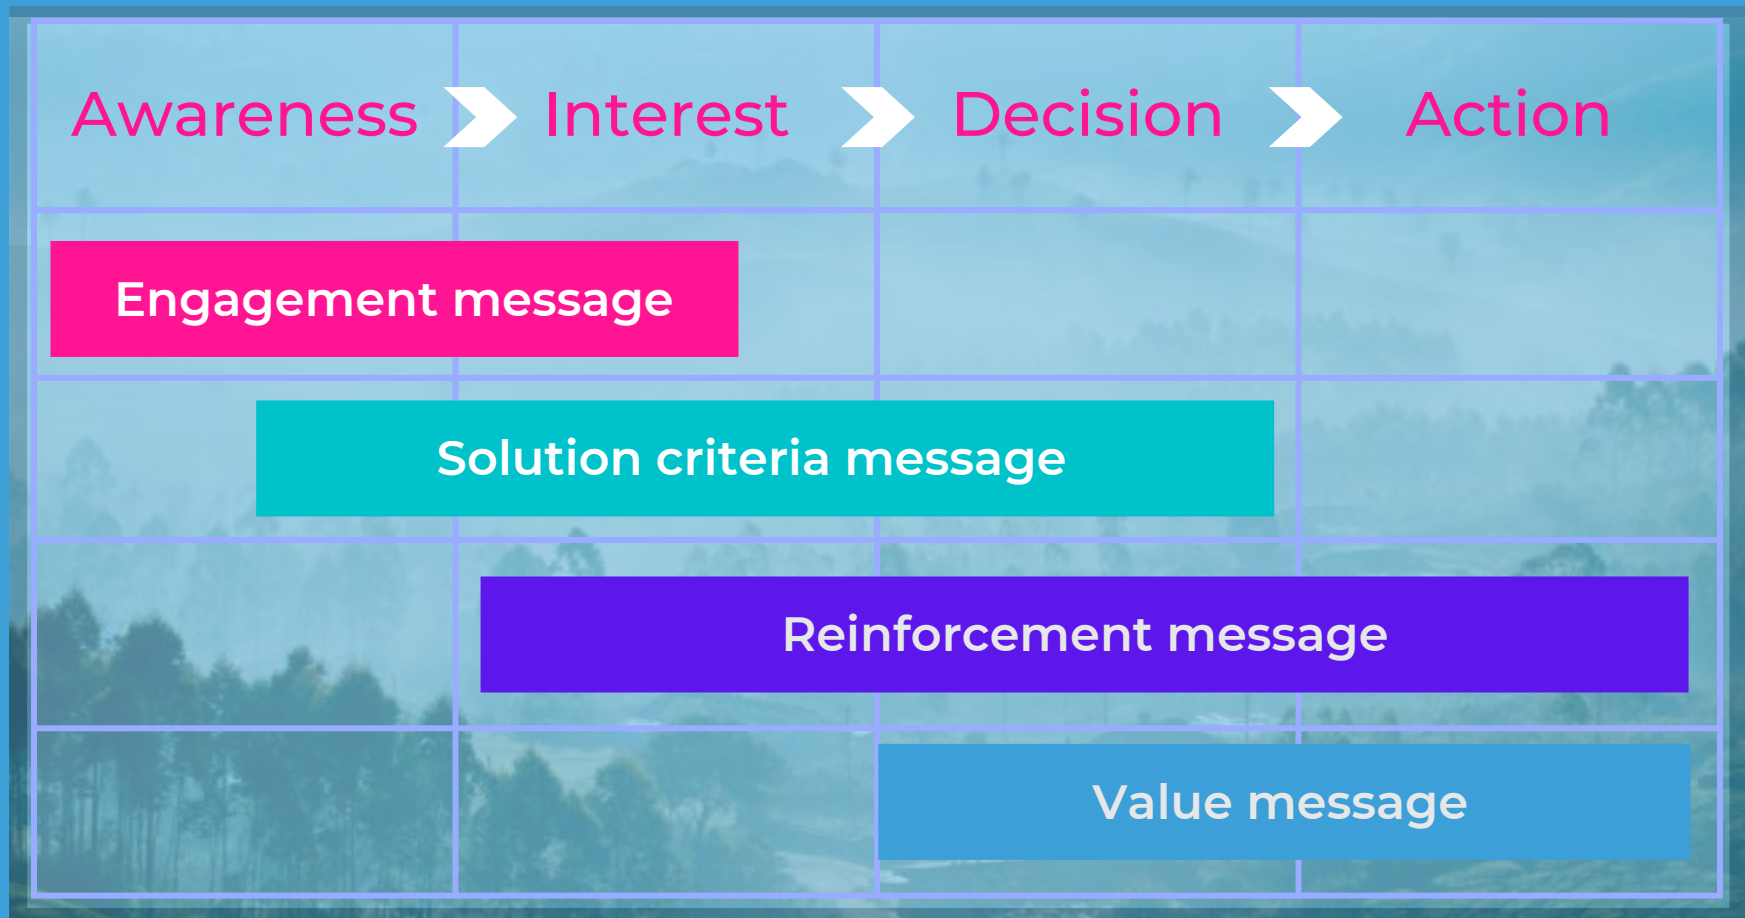 Awareness
Interest
Decision
Action
Engagement message
Solution criteria message
Reinforcement message
Value message